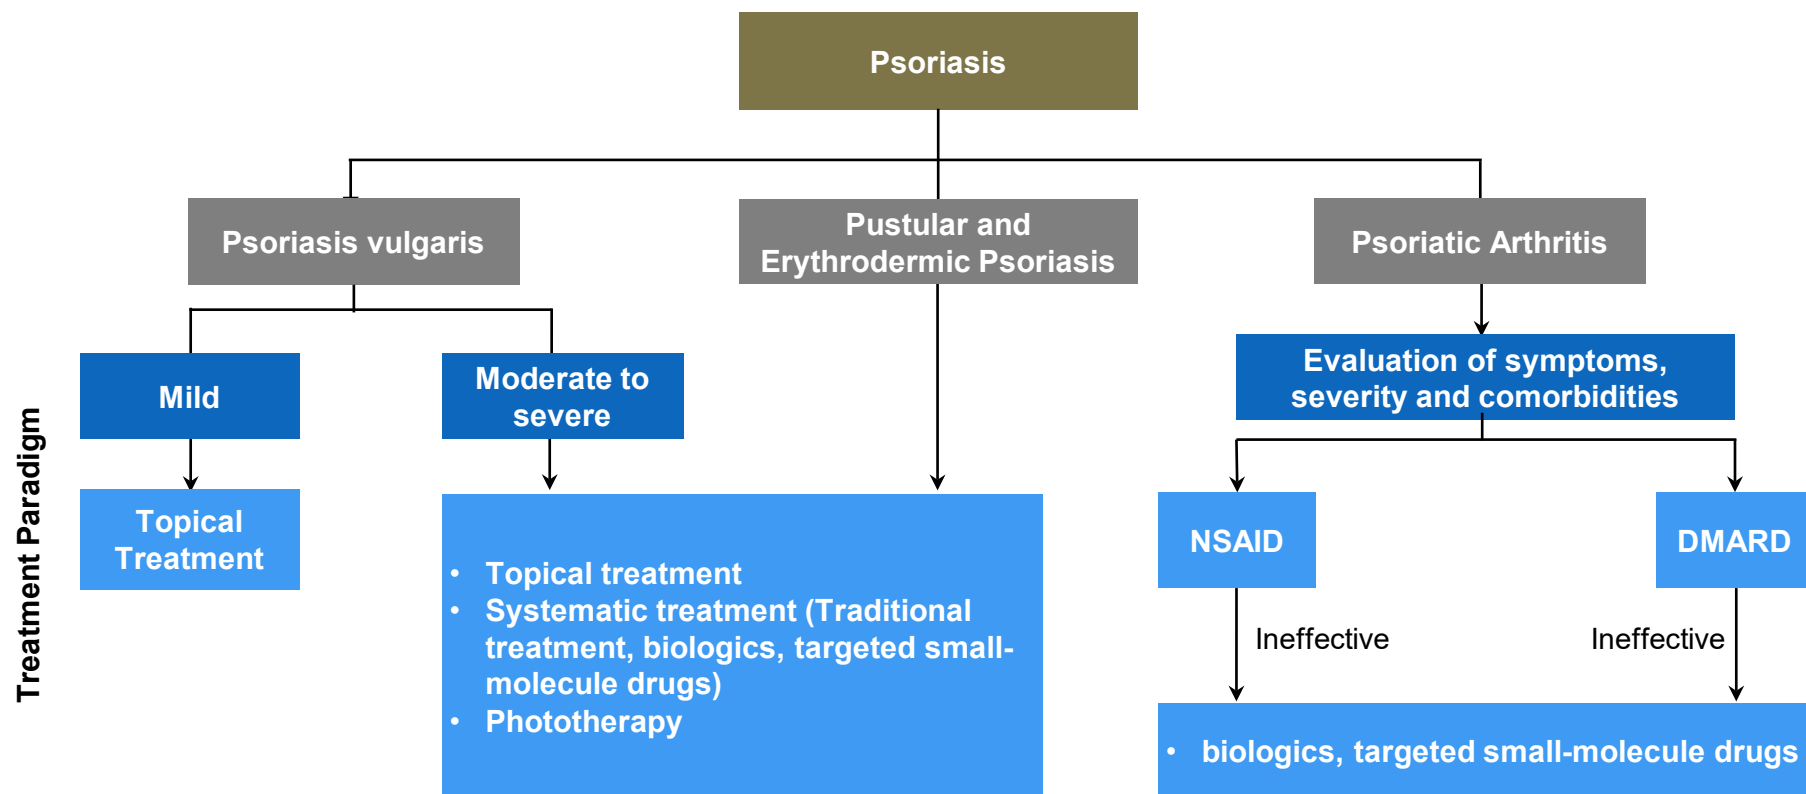 Psoriasis
Psoriasis vulgaris
Pustular and
Erythrodermic Psoriasis
Psoriatic Arthritis
Mild
Moderate to
severe
Evaluation of symptoms,
severity and comorbidities
Treatment Paradigm
Topical
Treatment
• Topical treatment
• Systematic treatment (Traditional
treatment, biologics, targeted small-
molecule drugs)
• Phototherapy
NSAID
DMARD
Ineffective
Ineffective
• biologics, targeted small-molecule drugs